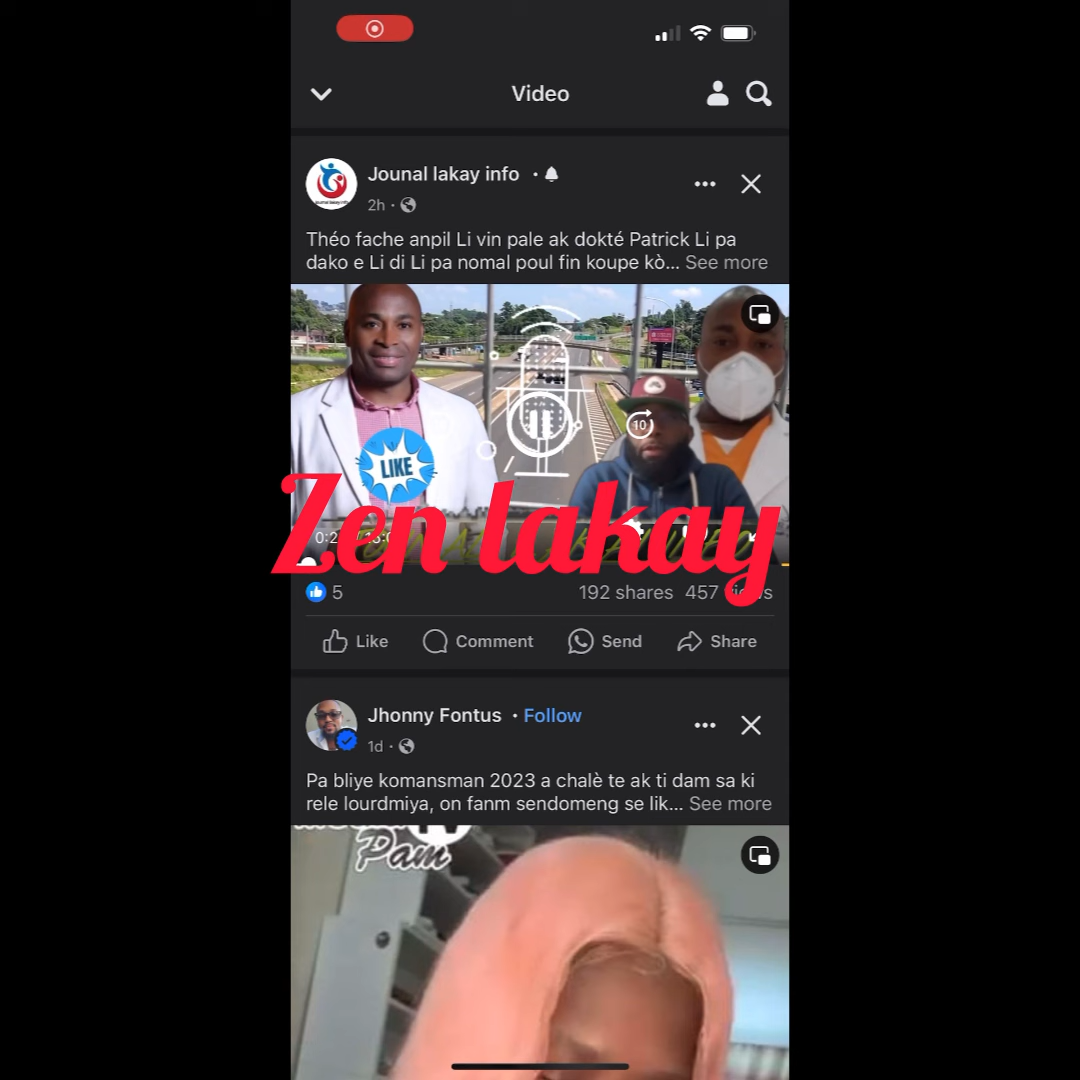 Video
Jounal lakay info
2h
Théo fache anpil Li vin pale ak dokté Patrick Li pa
dako e Li di Li pa nomal poul fin koupe kò... See more
10
LIKE
Zen lakay
5
192 shares 457 views
Like Comment Send Share
Jhonny Fontus · Follow
1d
Pa bliye komansman 2023 a chalè te ak ti dam sa ki
rele lourdmiya, on fanm sendomeng se lik... See more
Pam